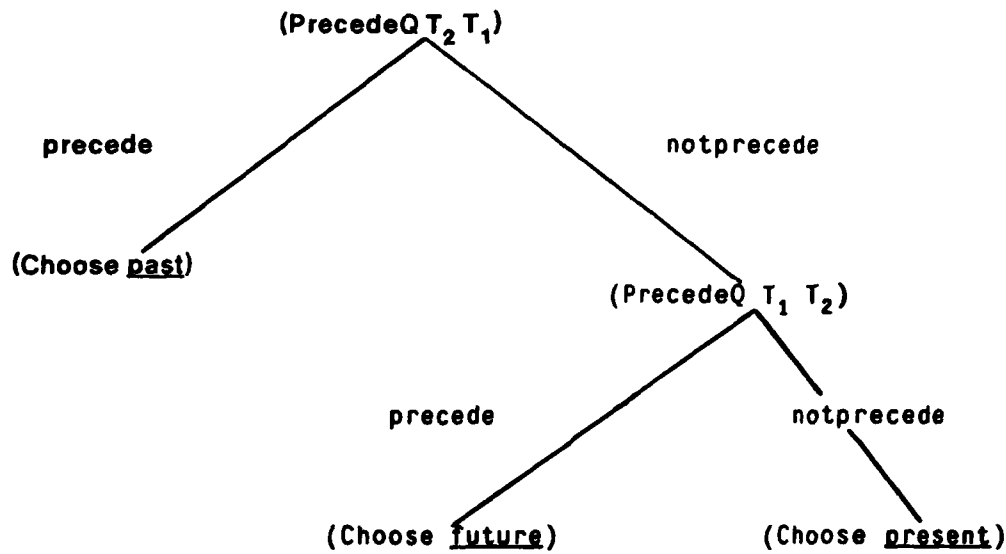 (PrecedeQ T₂ T₁)
precede notprecede
(Choose past)
(PrecedeQ T₁ T₂)
precede notprecede
(Choose future) (Choose present)